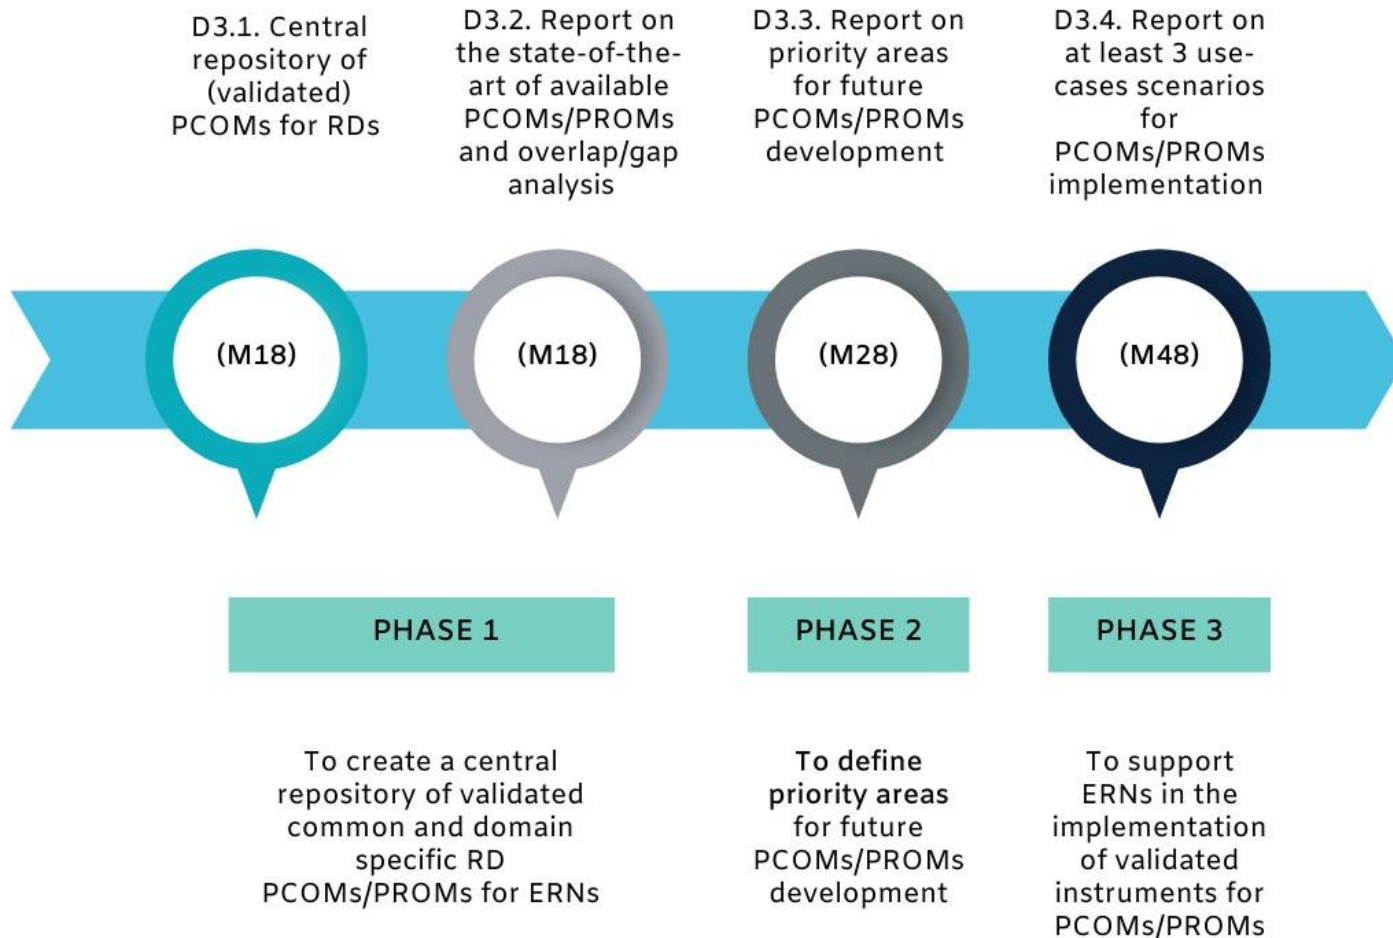 D3.1. Central
repository of
(validated)
PCOMs for RDs
D3.2. Report on
the state-of-the-
art of available
PCOMs/PROMs
and overlap/gap
analysis
D3.3. Report on
priority areas
for future
PCOMs/PROMs
development
D3.4. Report on
at least 3 use-
cases scenarios
for
PCOMs/PROMs
implementation
(M18)
(M18)
(M28)
(M48)
PHASE 1
PHASE 2
PHASE 3
To create a central
repository of validated
common and domain
specific RD
PCOMs/PROMs for ERNs
To define
priority areas
for future
PCOMs/PROMs
development
To support
ERNs in the
implementation
of validated
instruments for
PCOMs/PROMs